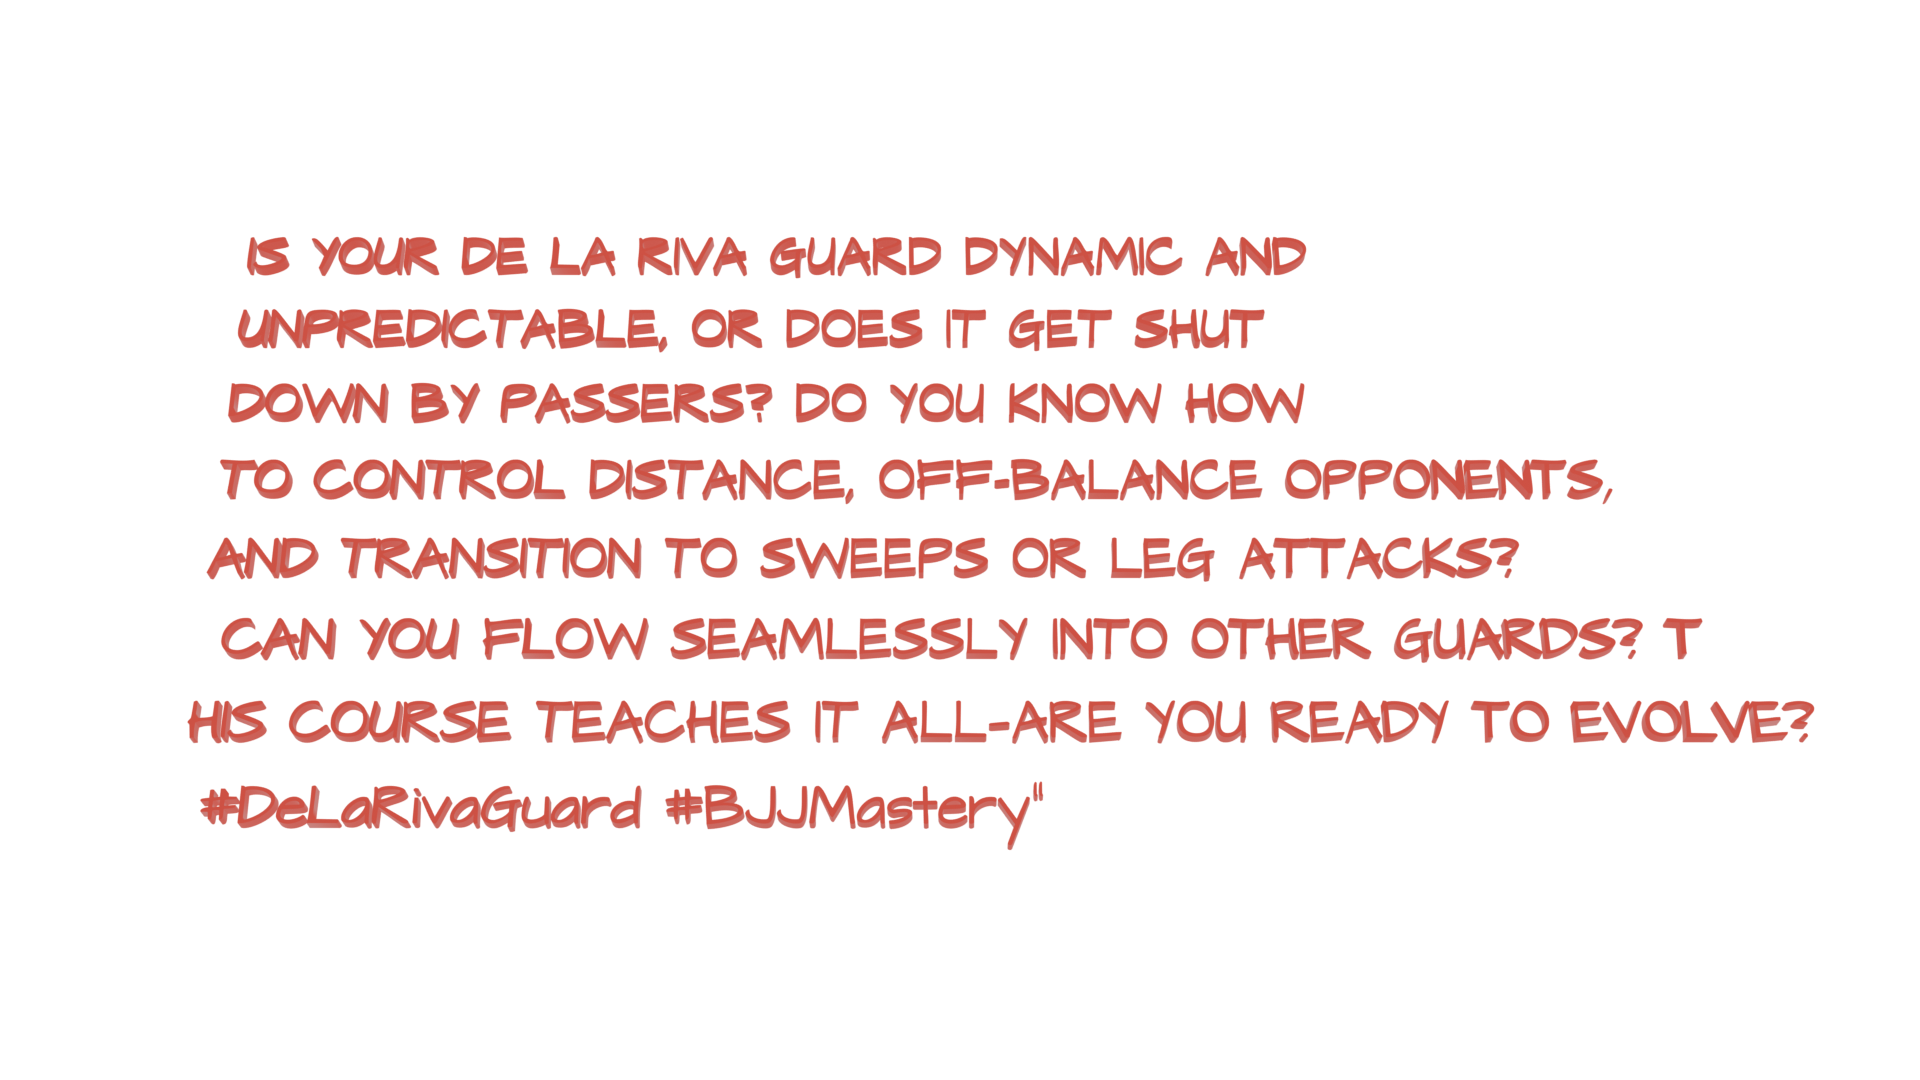 IS YOUR DE LA RIVA GUARD DYNAMIC AND
UNPREDICTABLE, OR DOES IT GET SHUT
DOWN BY PASSERS? DO YOU KNOW HOW
TO CONTROL DISTANCE, OFF-BALANCE OPPONENTS,
AND TRANSITION TO SWEEPS OR LEG ATTACKS?
CAN YOU FLOW SEAMLESSLY INTO OTHER GUARDS? T
HIS COURSE TEACHES IT ALL-ARE YOU READY TO EVOLVE?
#DeLaRivaGuard #BJJMastery"